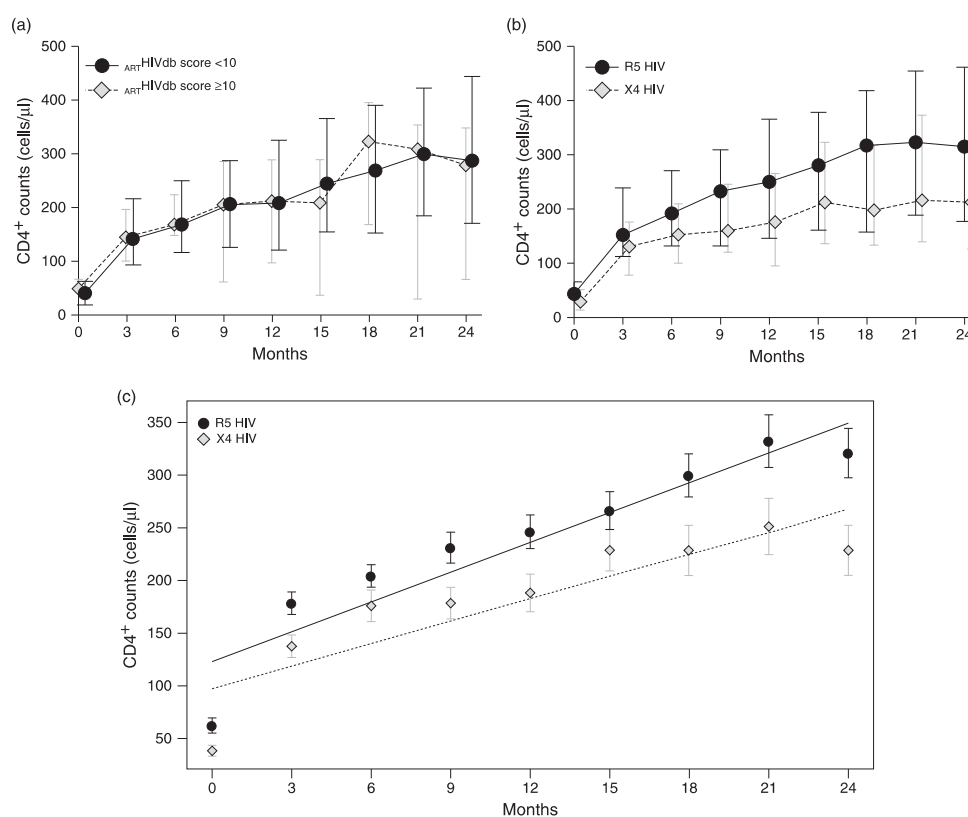 (a)
500
400
300
200
100
0
CD4+ counts (cells/µl)
ARTHIVdb score <10
ARTHIVdb score ≥10
0 3 6 9 12 15 18 21 24
Months
(b)
500
400
300
200
100
0
CD4+ counts (cells/µl)
R5 HIV
X4 HIV
0 3 6 9 12 15 18 21 24
Months
(c)
350
300
250
200
150
100
50
CD4+ counts (cells/µl)
R5 HIV
X4 HIV
0 3 6 9 12 15 18 21 24
Months